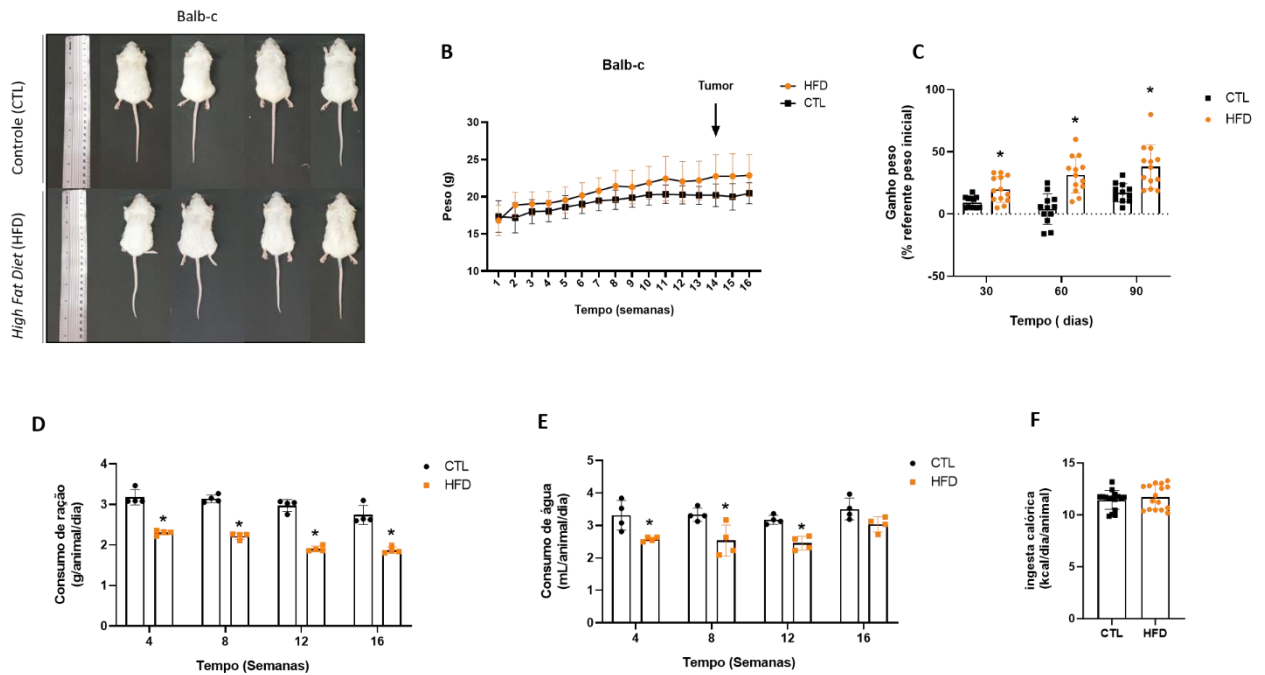 Balb-c
Controle (CTL)
High Fat Diet (HFD)
B
Balb-c
HFD
CTL
Tumor
Peso (g)
30
25
20
15
10
1 2 3 4 5 6 7 8 9 10 11 12 13 14 15 16
Tempo (semanas)
C
CTL
HFD
Ganho peso
(% referente peso inicial)
100
50
0
-50
* * *
30 60 90
Tempo ( dias)
D
CTL
HFD
Consumo de ração
(g/animal/dia)
4
3
2
1
0
* * * *
4 8 12 16
Tempo (Semanas)
E
CTL
HFD
Consumo de água
(mL/animal/dia)
5
4
3
2
1
0
* * *
4 8 12 16
Tempo (Semanas)
F
ingesta calórica
(kcal/dia/animal)
15
10
5
0
CTL HFD